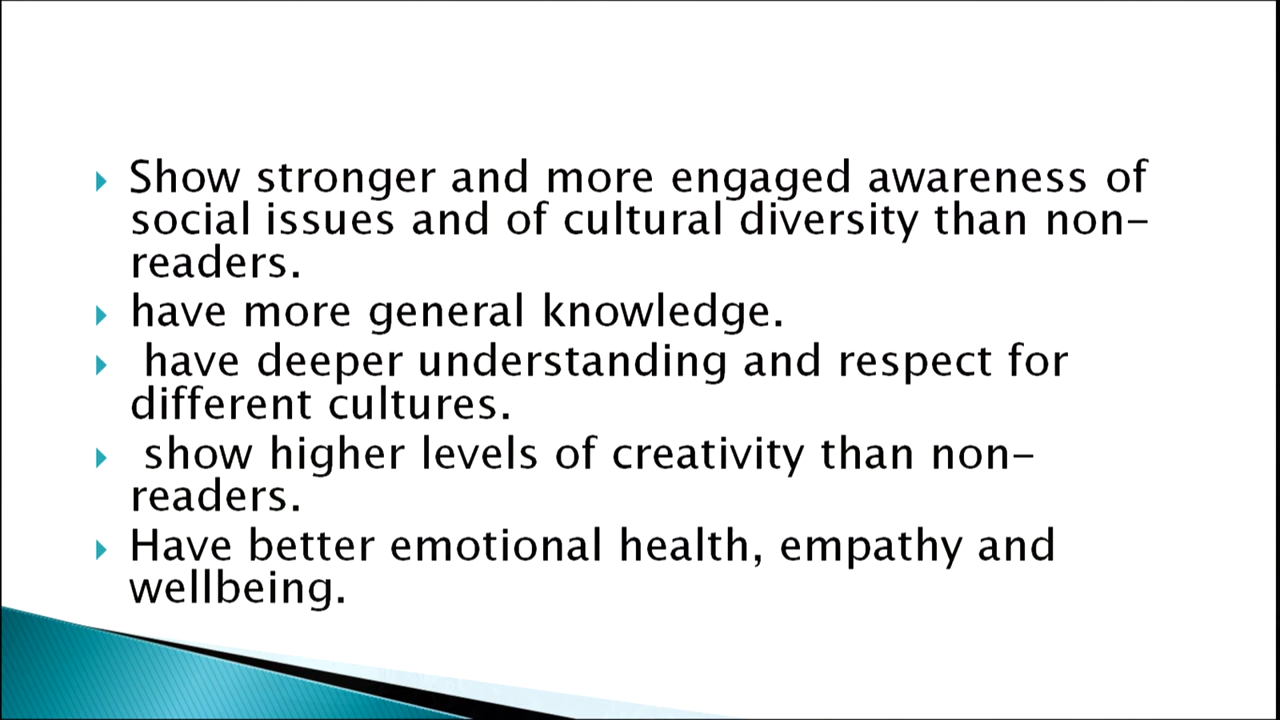 Show stronger and more engaged awareness of
social issues and of cultural diversity than non-
readers.
have more general knowledge.
have deeper understanding and respect for
different cultures.
show higher levels of creativity than non-
readers.
Have better emotional health, empathy and
wellbeing.